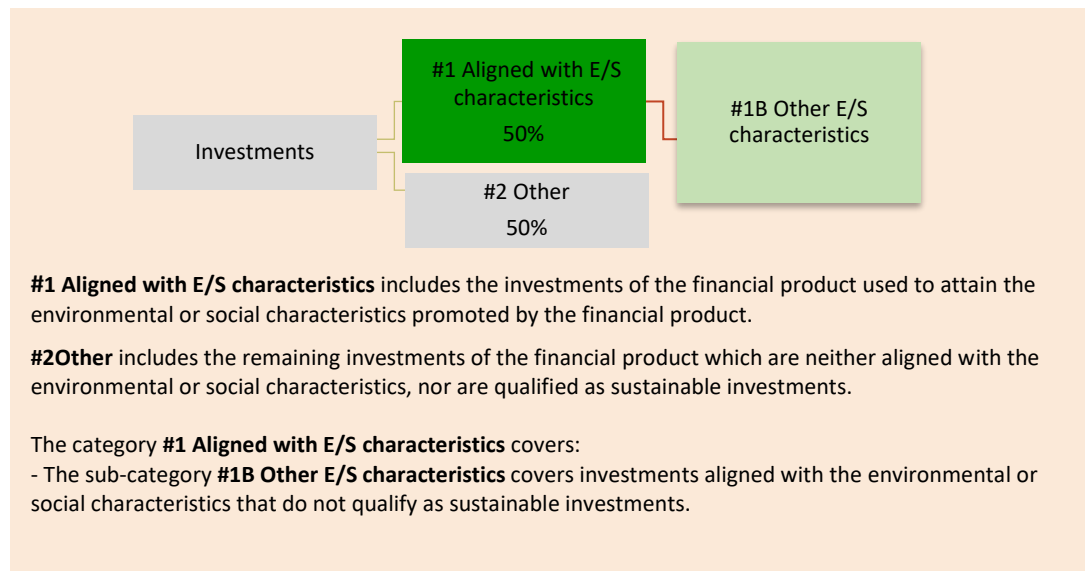 #1 Aligned with E/S
characteristics
50%
#1B Other E/S
characteristics
Investments
#2 Other
50%
#1 Aligned with E/S characteristics includes the investments of the financial product used to attain the
environmental or social characteristics promoted by the financial product.
#2Other includes the remaining investments of the financial product which are neither aligned with the
environmental or social characteristics, nor are qualified as sustainable investments.
The category #1 Aligned with E/S characteristics covers:
- The sub-category #1B Other E/S characteristics covers investments aligned with the environmental or
social characteristics that do not qualify as sustainable investments.